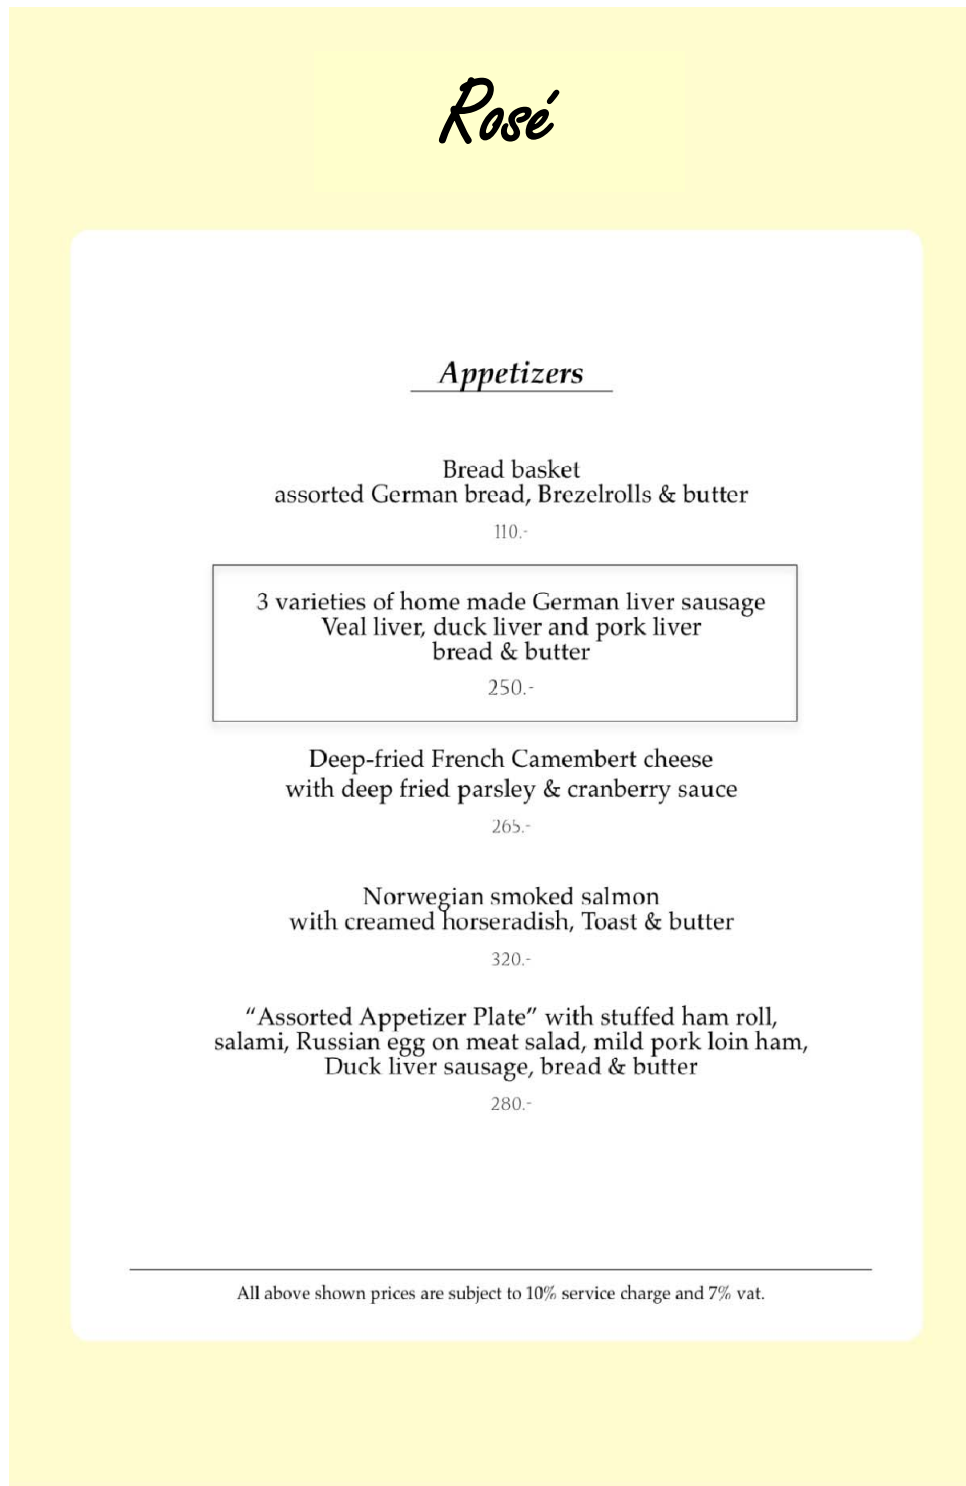 Rosé
Appetizers
Bread basket
assorted German bread, Brezelrolls & butter
110.-
3 varieties of home made German liver sausage
Veal liver, duck liver and pork liver
bread & butter
250.-
Deep-fried French Camembert cheese
with deep fried parsley & cranberry sauce
265.-
Norwegian smoked salmon
with creamed horseradish, Toast & butter
320.-
“Assorted Appetizer Plate” with stuffed ham roll,
salami, Russian egg on meat salad, mild pork loin ham,
Duck liver sausage, bread & butter
280.-
All above shown prices are subject to 10% service charge and 7% vat.